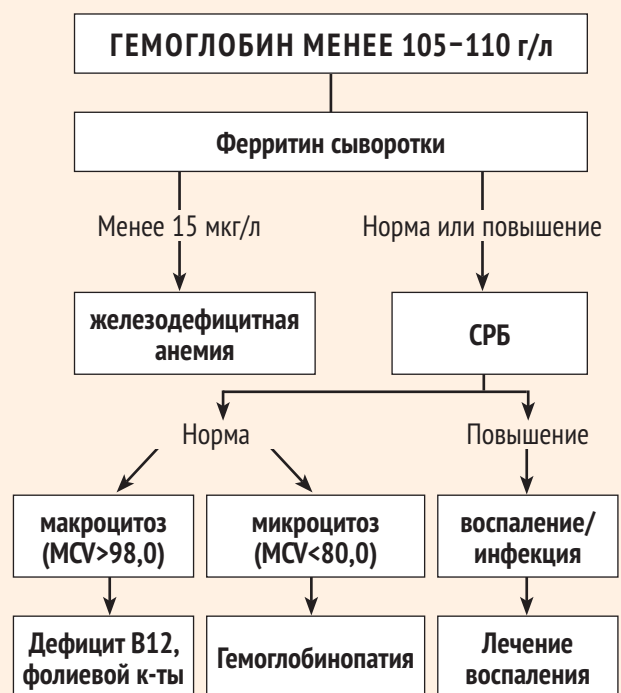 ГЕМОГЛОБИН МЕНЕЕ 105–110 г/л
Ферритин сыворотки
Менее 15 мкг/л
Норма или повышение
железодефицитная
анемия
СРБ
Норма
Повышение
макроцитоз
(MCV>98,0)
микроцитоз
(MCV<80,0)
воспаление/
инфекция
Дефицит B12,
фолиевой к-ты
Гемоглобинопатия
Лечение
воспаления